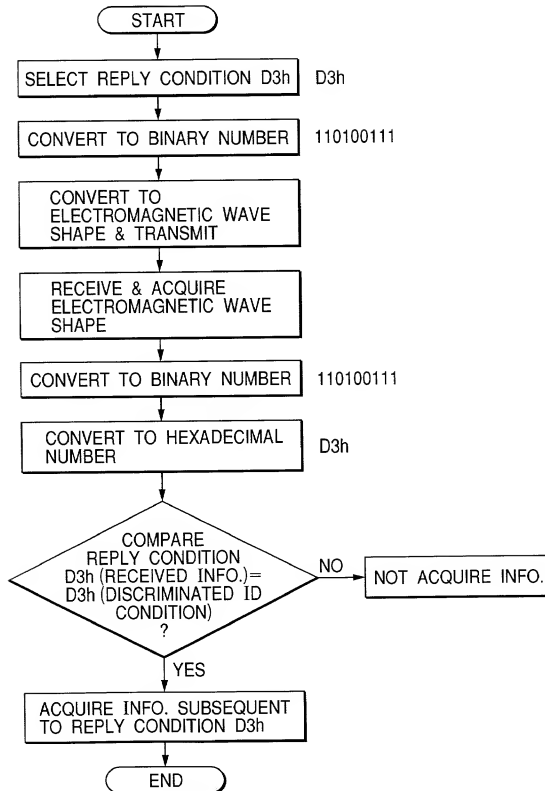 START
SELECT REPLY CONDITION D3h
D3h
CONVERT TO BINARY NUMBER
110100111
CONVERT TO
ELECTROMAGNETIC WAVE
SHAPE & TRANSMIT
RECEIVE & ACQUIRE
ELECTROMAGNETIC WAVE
SHAPE
CONVERT TO BINARY NUMBER
110100111
CONVERT TO HEXADECIMAL
NUMBER
D3h
COMPARE
REPLY CONDITION
D3h (RECEIVED INFO.)=
D3h (DISCRIMINATED ID
CONDITION)
?
NO
NOT ACQUIRE INFO.
YES
ACQUIRE INFO. SUBSEQUENT
TO REPLY CONDITION D3h
END